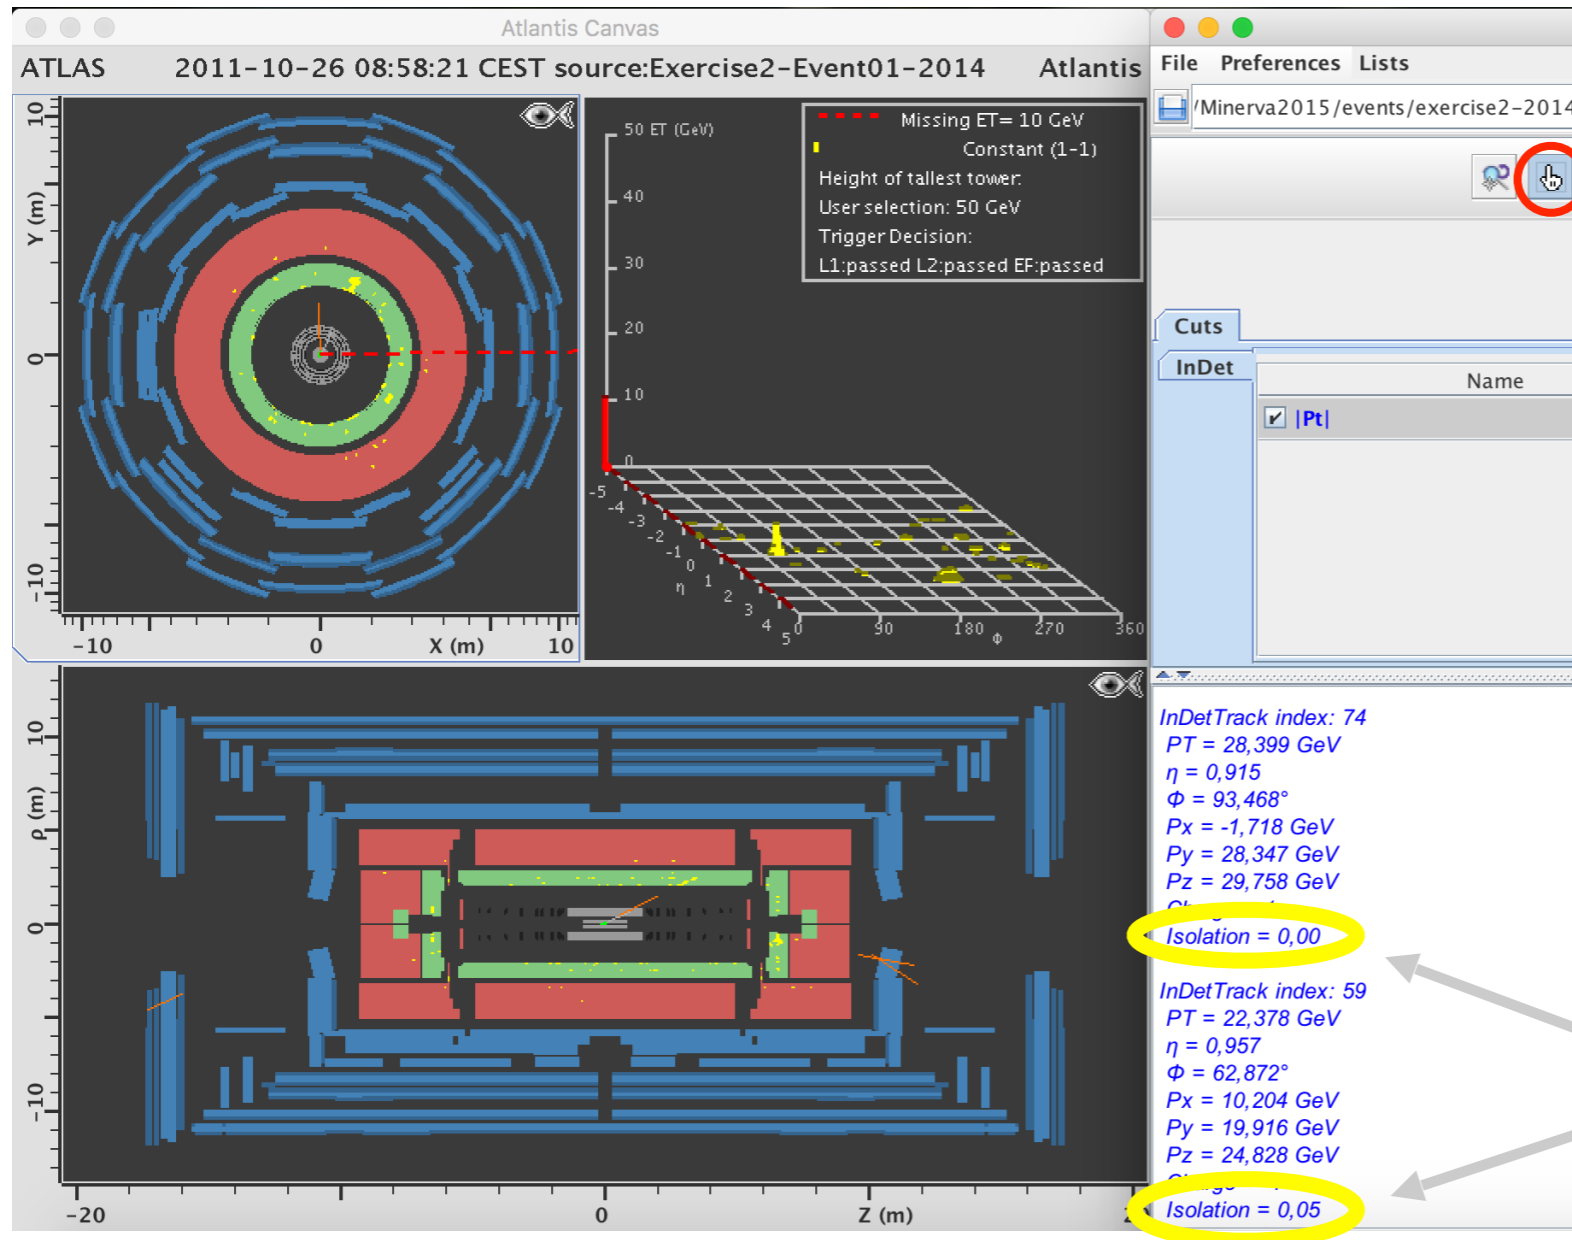 Atlantis Canvas
ATLAS 2011-10-26 08:58:21 CEST source:Exercise2-Event01-2014 Atlantis
10
Y (m)
0
-10
-10 0 X (m) 10
50 ET (GeV)
40
30
20
10
0
Missing ET= 10 GeV
Constant (1-1)
Height of tallest tower:
User selection: 50 GeV
Trigger Decision:
L1:passed L2:passed EF:passed
-5
-4
-3
-2
-1
0
η 1
2
3
4
5
0 90 180 Φ 270 360
10
ρ (m)
0
-10
-20 0 Z (m)
File Preferences Lists
/Minerva2015/events/exercise2-2014
Cuts
InDet
Name
|Pt|
InDetTrack index: 74
PT = 28,399 GeV
η = 0,915
Φ = 93,468°
Px = -1,718 GeV
Py = 28,347 GeV
Pz = 29,758 GeV
Isolation = 0,00
InDetTrack index: 59
PT = 22,378 GeV
η = 0,957
Φ = 62,872°
Px = 10,204 GeV
Py = 19,916 GeV
Pz = 24,828 GeV
Isolation = 0,05